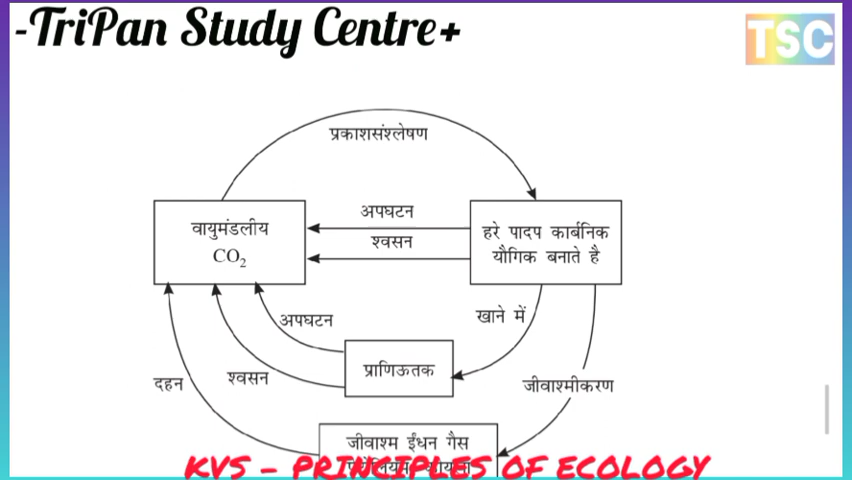 -TriPan Study Centre+
TSC
प्रकाशसंश्लेषण
वायुमंडलीय
CO₂
अपघटन
श्वसन
हरे पादप कार्बनिक
यौगिक बनाते है
अपघटन
खाने में
प्राणिऊतक
दहन
श्वसन
जीवाश्मीकरण
जीवाश्म ईंधन गैस
KVS - PRINCIPLES OF ECOLOGY